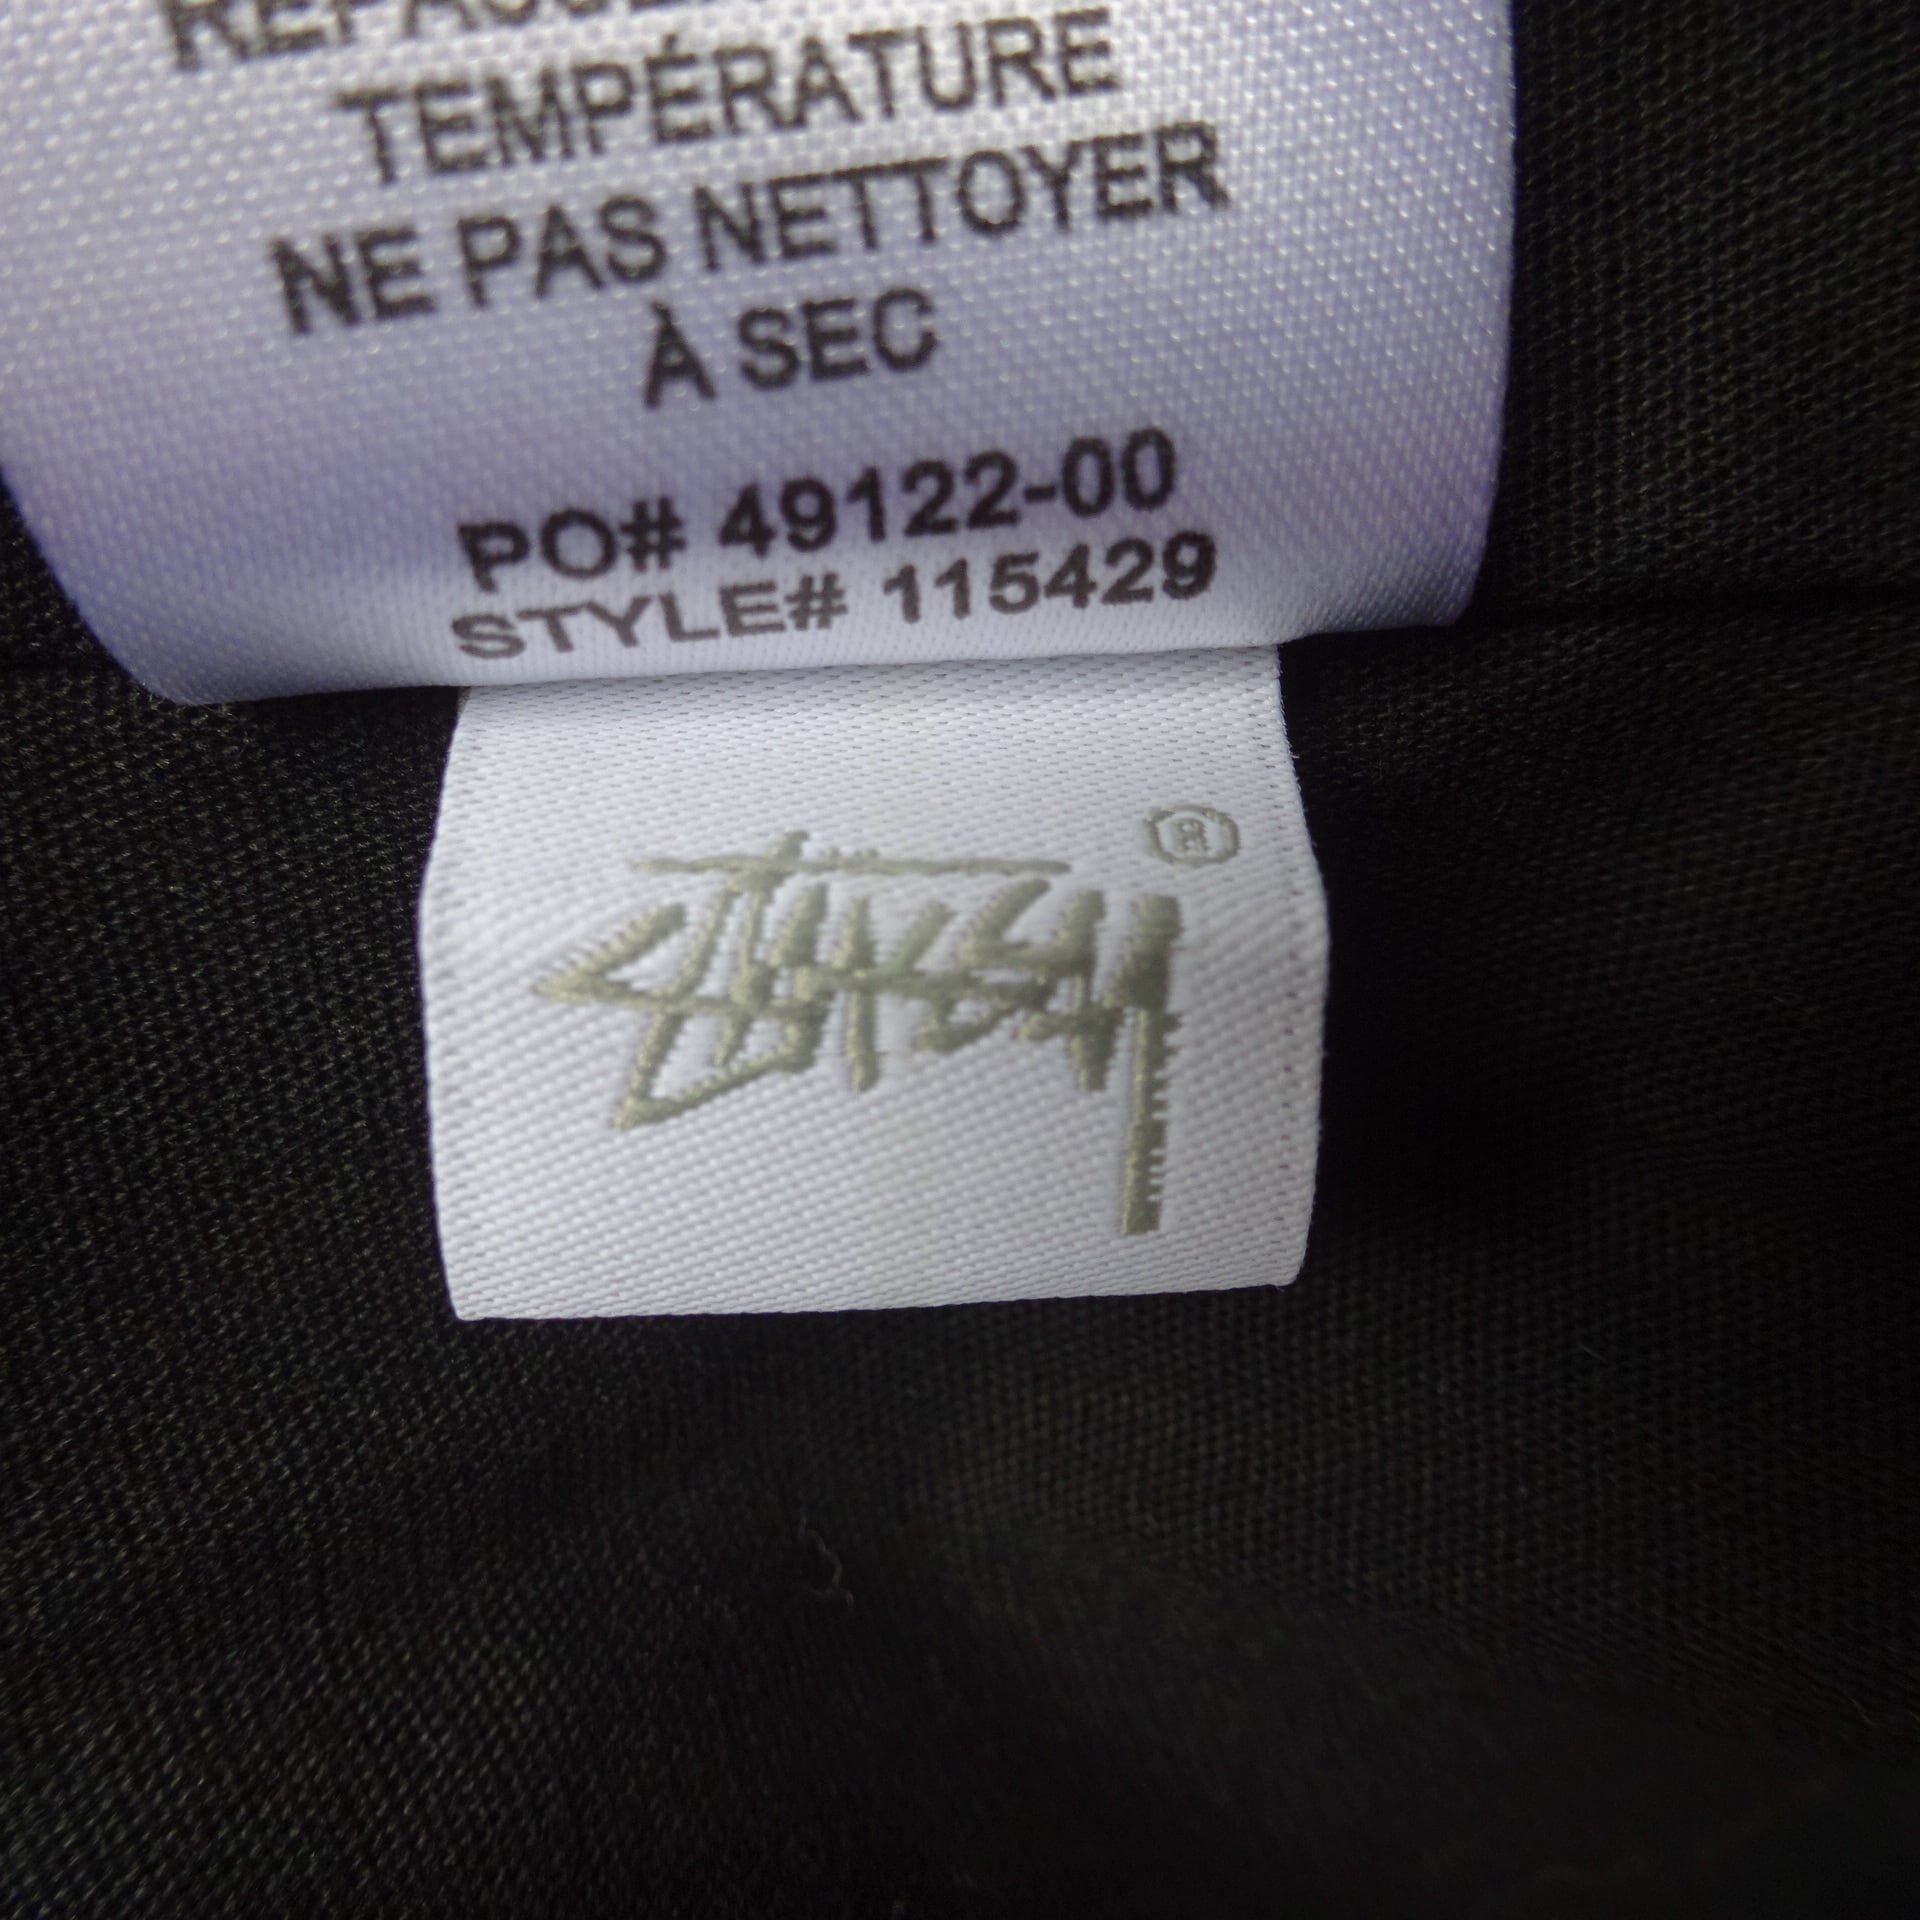 TEMPÉRATURE
NE PAS NETTOYER
À SEC
PO# 49122-00
STYLE# 115429
Stüssy ®